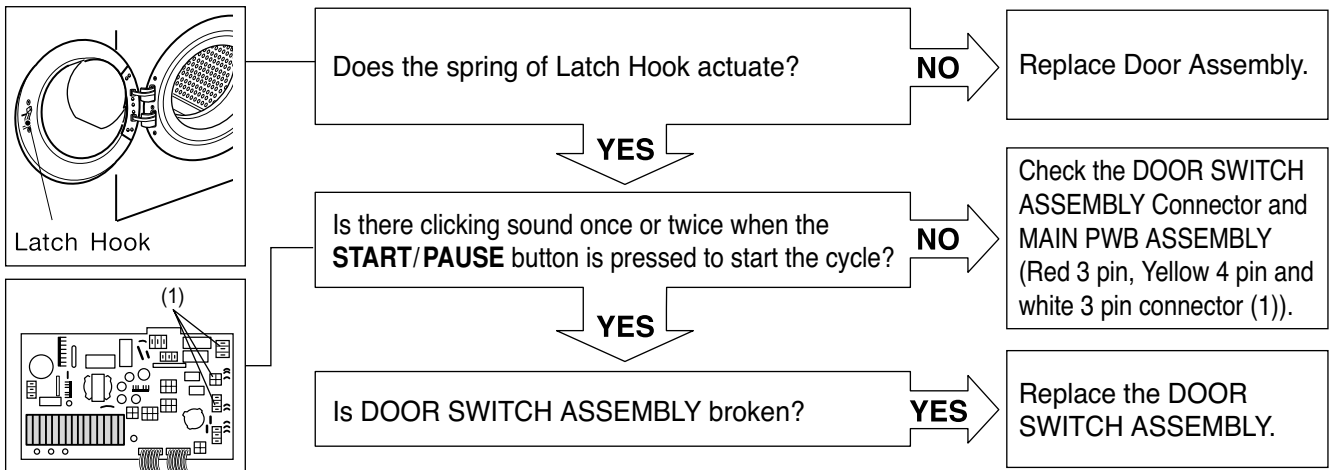 Latch Hook
Does the spring of Latch Hook actuate?
NO
Replace Door Assembly.
YES
Is there clicking sound once or twice when the
START/PAUSE button is pressed to start the cycle?
NO
Check the DOOR SWITCH
ASSEMBLY Connector and
MAIN PWB ASSEMBLY
(Red 3 pin, Yellow 4 pin and
white 3 pin connector (1)).
(1)
YES
Is DOOR SWITCH ASSEMBLY broken?
YES
Replace the DOOR
SWITCH ASSEMBLY.